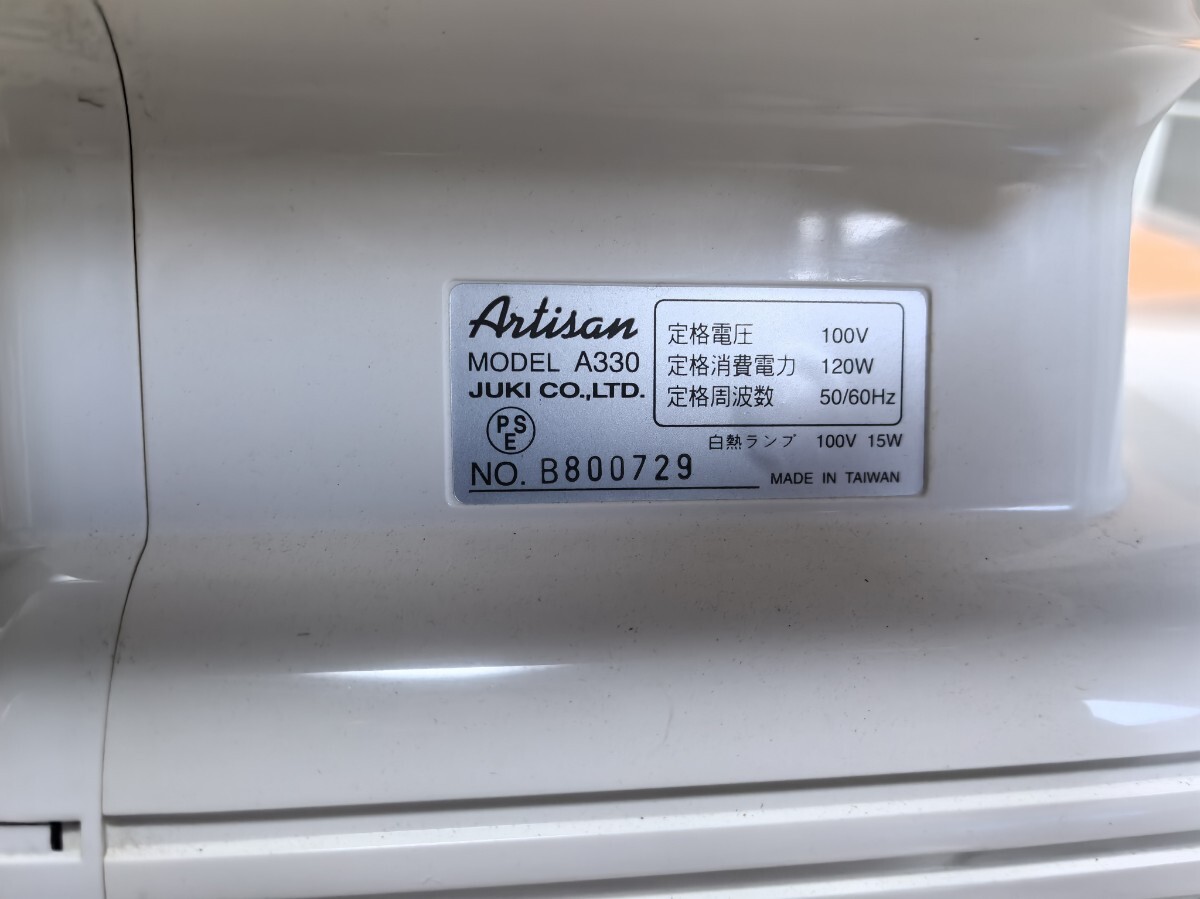 Artisan
MODEL A330
JUKI CO.,LTD.
PSE
定格電圧 100V
定格消費電力 120W
定格周波数 50/60Hz
白熱ランプ 100V 15W
NO. B800729
MADE IN TAIWAN